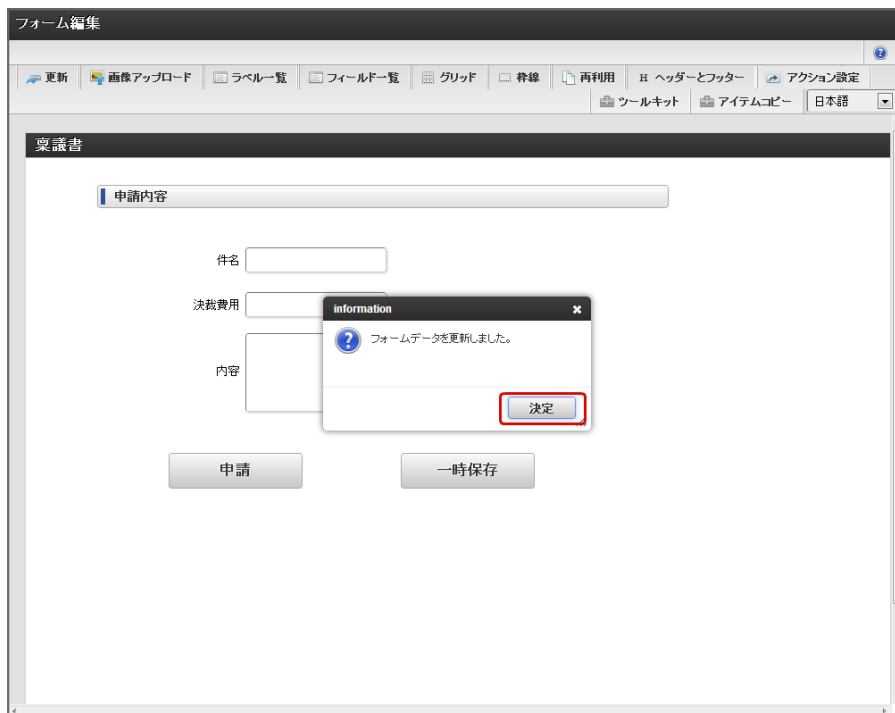 フォーム編集
更新 画像アップロード ラベル一覧 フィールド一覧 グリッド 枠線 再利用 H ヘッダーとフッター アクション設定
ツールキット アイテムコピー 日本語
稟議書
申請内容
件名
決裁費用
information
フォームデータを更新しました。
内容
決定
申請 一時保存